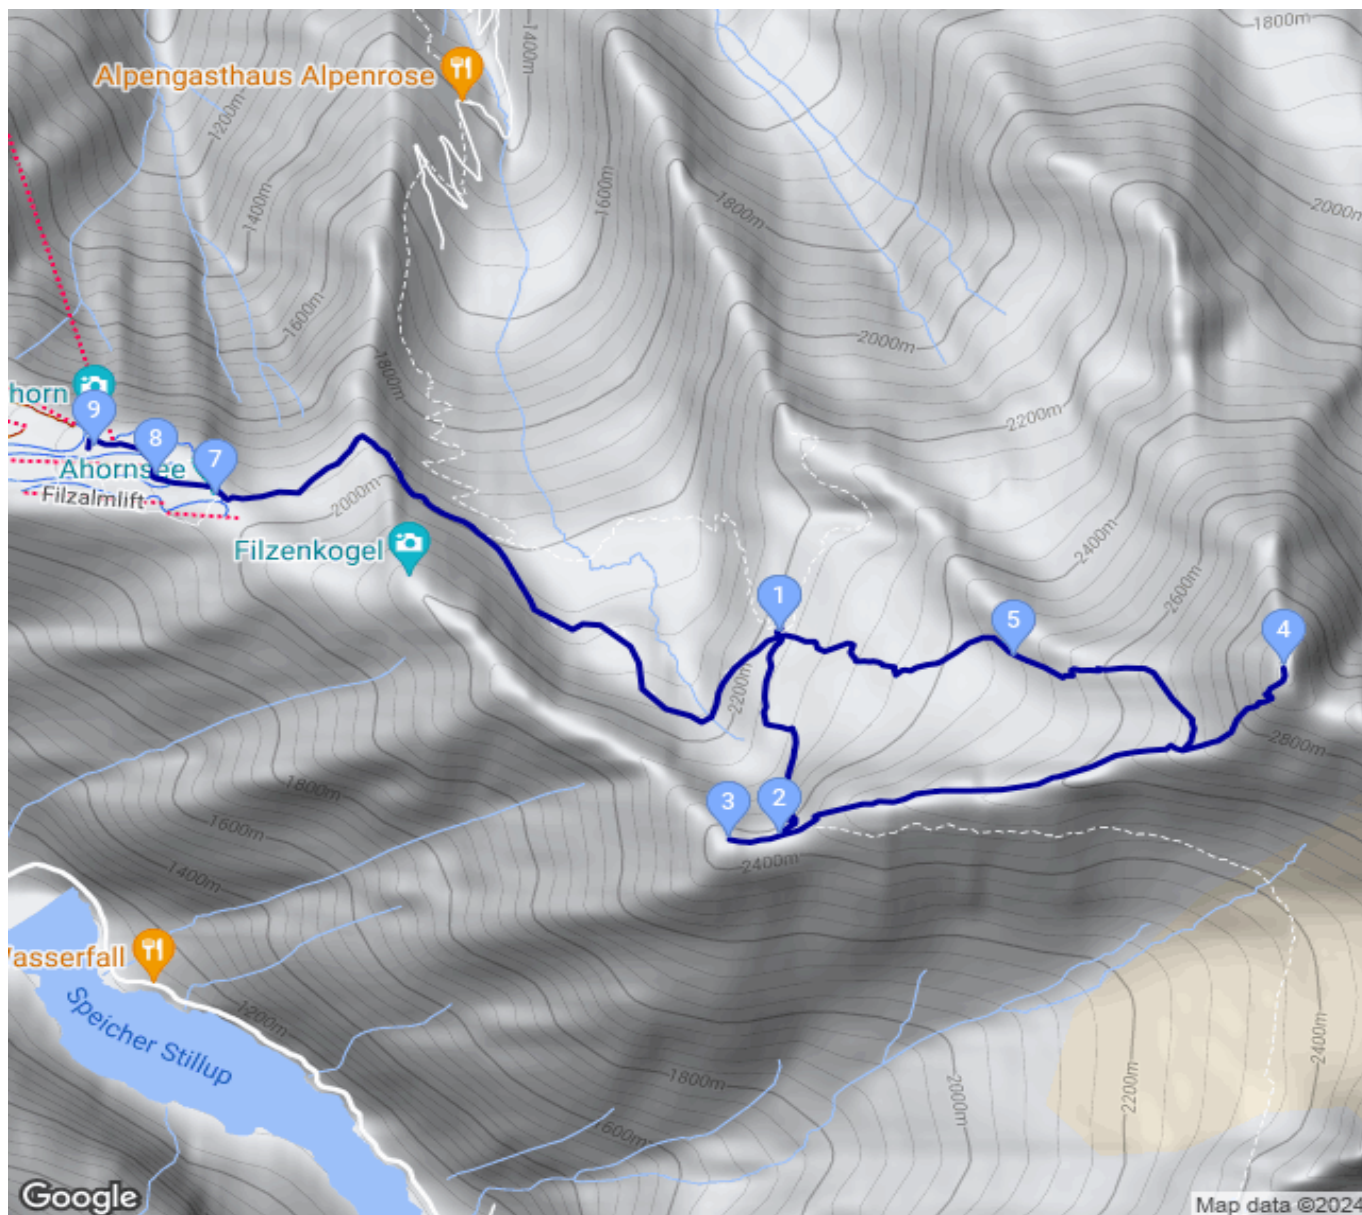 1400m
1800m
Alpengasthaus Alpenrose
1200m
1600m
1400m
1800m
2000m
1600m
2000m
1800m
horn
9
2200m
8
7
Ahornsee
Filzalmlift
2000m
2400m
Filzenkogel
2600m
1
5
4
2200m
2800m
1800m
3
2
1600m
2400m
1400m
Wasserfall
Speicher Stillup
1200m
2400m
1800m
2000m
2200m
1600m
Google
Map data ©2024